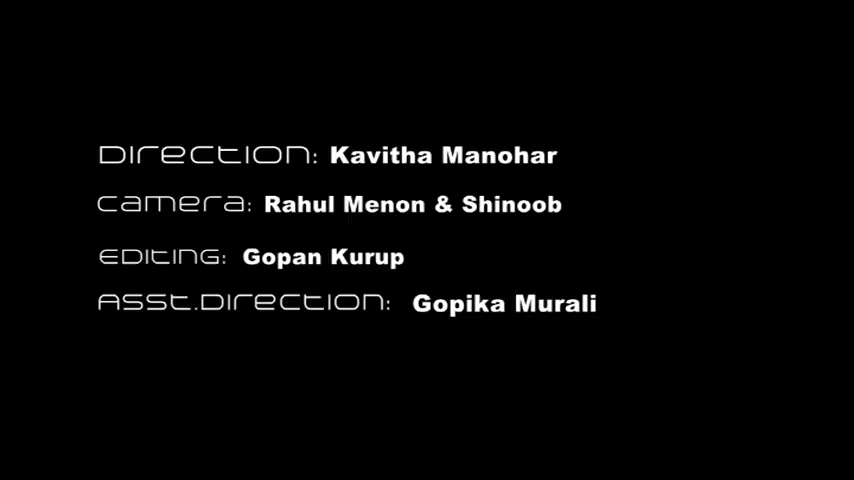 Direction: Kavitha Manohar
Camera: Rahul Menon & Shinoob
Editing: Gopan Kurup
Asst.Direction: Gopika Murali